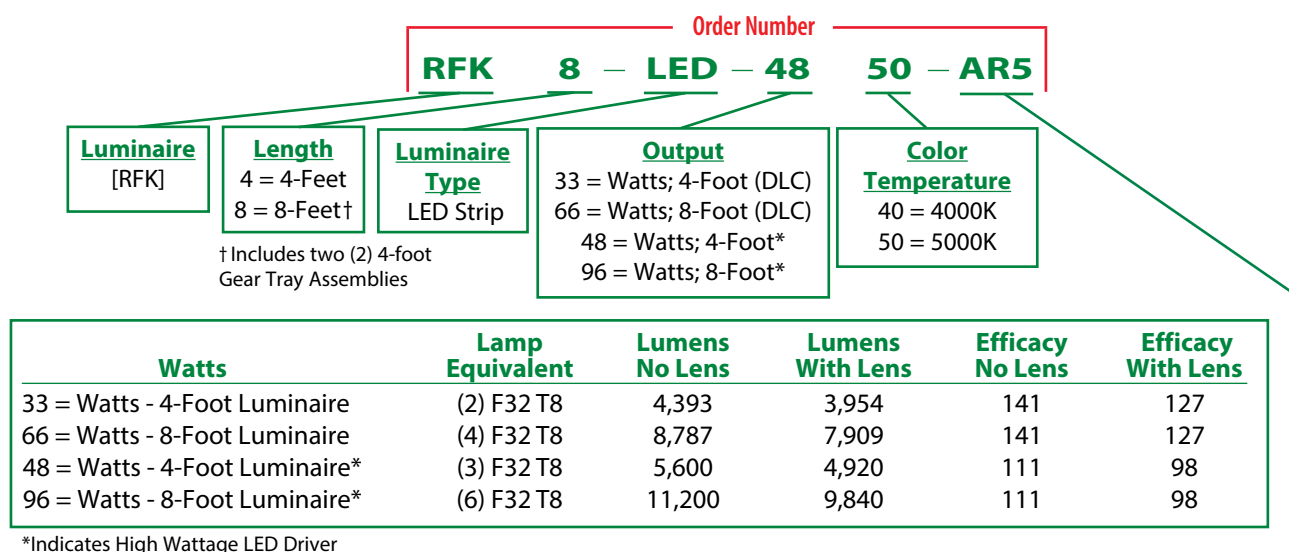 Order Number
RFK 8 – LED – 48 50 – AR5
Luminaire
[RFK]
Length
4 = 4-Feet
8 = 8-Feet†
† Includes two (2) 4-foot
Gear Tray Assemblies
Luminaire
Type
LED Strip
Output
33 = Watts; 4-Foot (DLC)
66 = Watts; 8-Foot (DLC)
48 = Watts; 4-Foot*
96 = Watts; 8-Foot*
Color
Temperature
40 = 4000K
50 = 5000K
Watts Lamp Equivalent Lumens No Lens Lumens With Lens Efficacy No Lens Efficacy With Lens
33 = Watts - 4-Foot Luminaire (2) F32 T8 4,393 3,954 141 127
66 = Watts - 8-Foot Luminaire (4) F32 T8 8,787 7,909 141 127
48 = Watts - 4-Foot Luminaire* (3) F32 T8 5,600 4,920 111 98
96 = Watts - 8-Foot Luminaire* (6) F32 T8 11,200 9,840 111 98
*Indicates High Wattage LED Driver